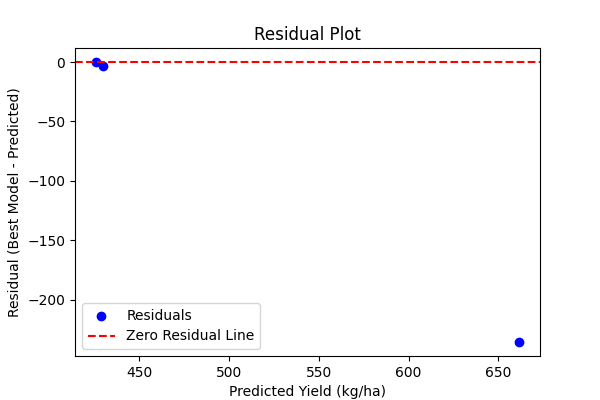 Residual Plot
Residual (Best Model - Predicted)
0
−50
−100
−150
−200
Residuals
Zero Residual Line
450
500
550
600
650
Predicted Yield (kg/ha)